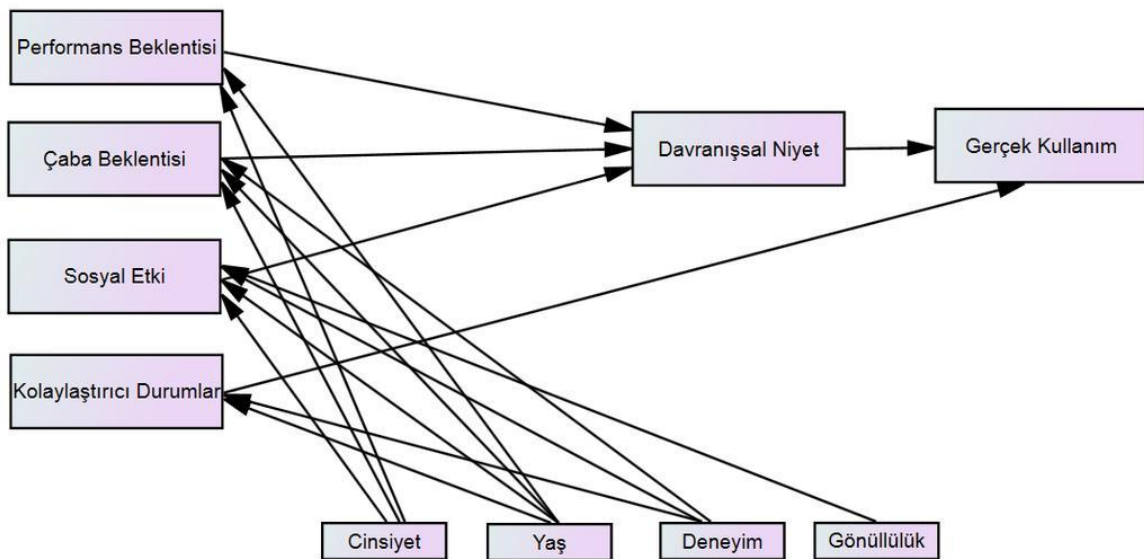 Performans Beklentisi
Çaba Beklentisi
Sosyal Etki
Kolaylaştırıcı Durumlar
Davranışsal Niyet
Gerçek Kullanım
Cinsiyet
Yaş
Deneyim
Gönüllülük